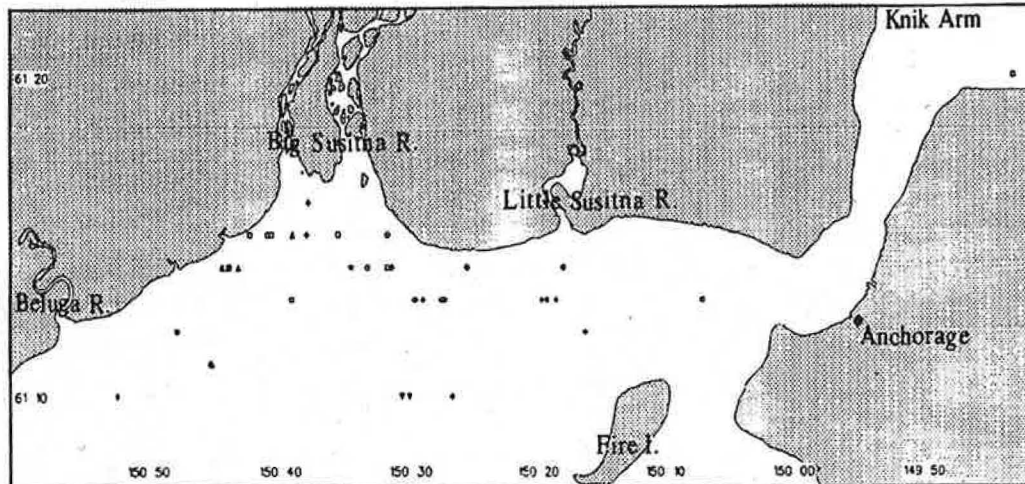 Knik Arm
61 20
Big Susitna R.
Little Susitna R.
Beluga R.
Anchorage
61 10
Fire I.
150 50
150 40
150 30
150 20
150 10
150 00
149 50